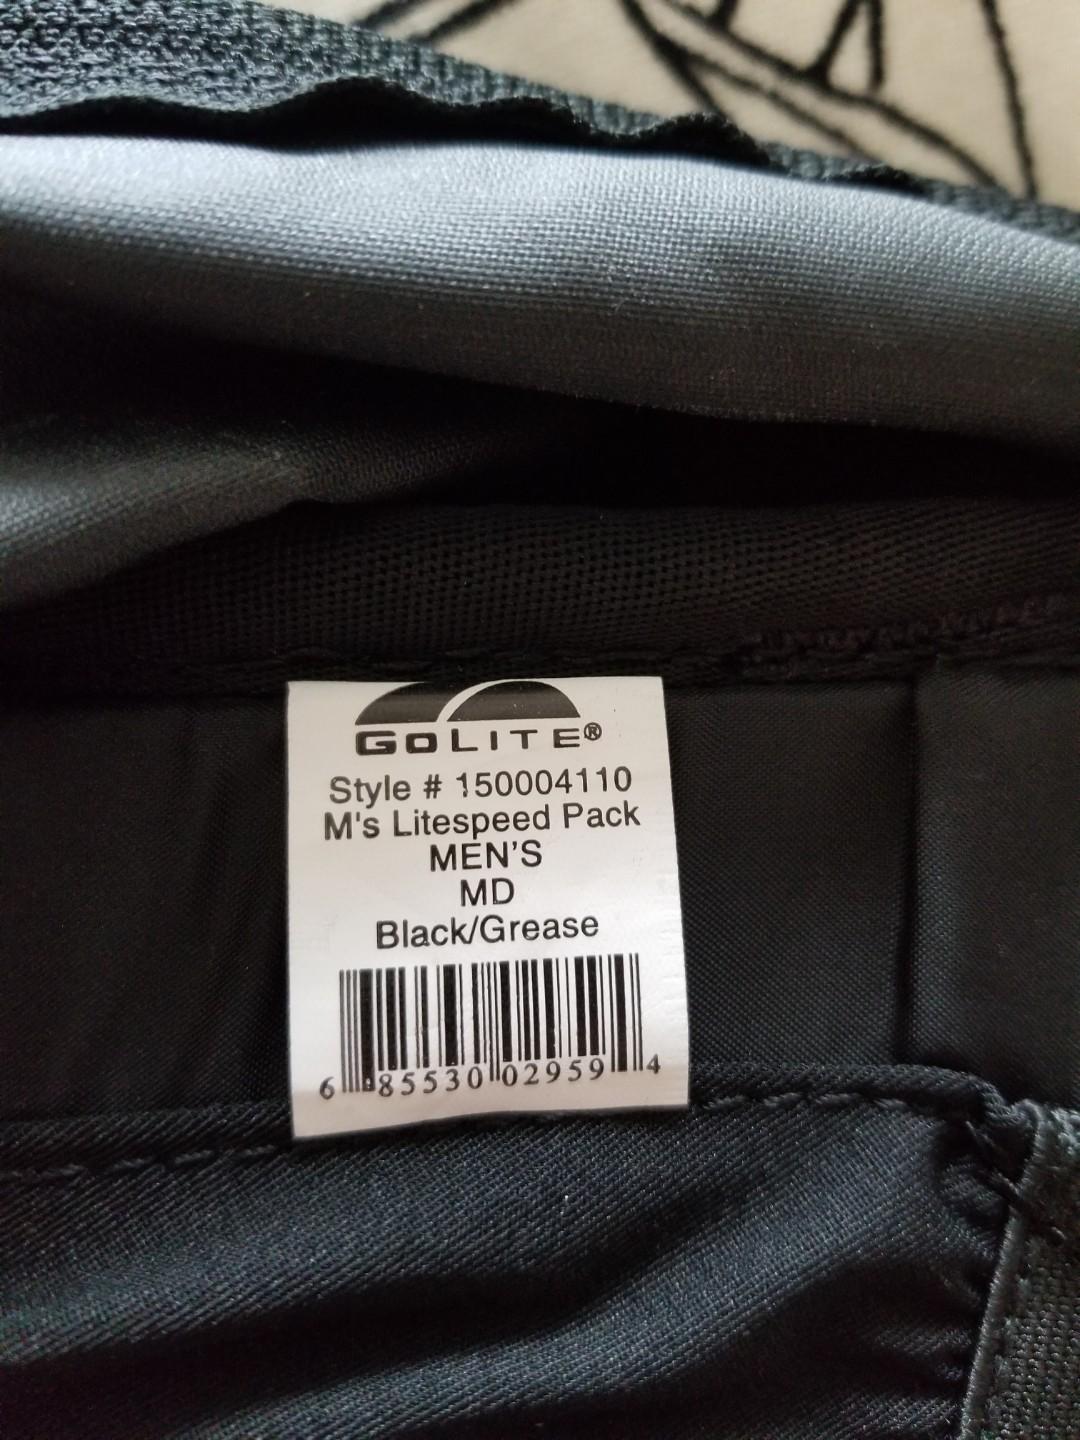 GoLITE®
Style # 150004110
M's Litespeed Pack
MEN'S
MD
Black/Grease
6 85530 02959 4